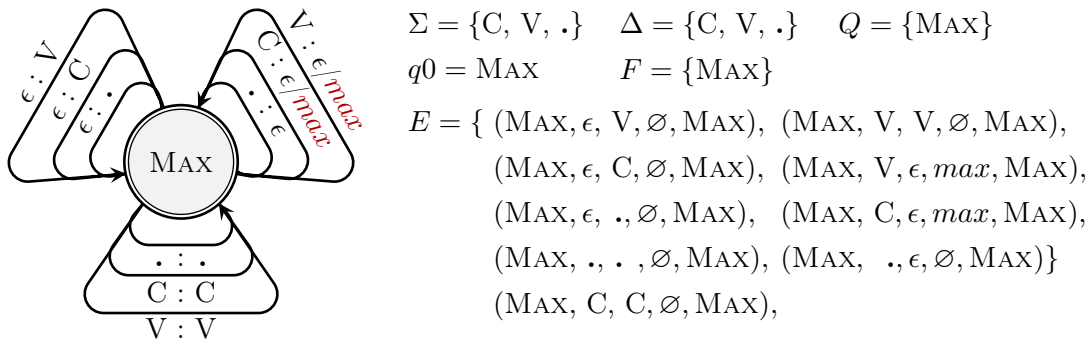 ϵ : V
ϵ : C
ϵ : .
V : ϵ/max
C : ϵ/max
. : ϵ
MAX
. : .
C : C
V : V
Σ = {C, V, .} Δ = {C, V, .} Q = {MAX}
q0 = MAX F = {MAX}
E = { (MAX, ϵ, V, ∅, MAX), (MAX, V, V, ∅, MAX),
(MAX, ϵ, C, ∅, MAX), (MAX, V, ϵ, max, MAX),
(MAX, ϵ, ., ∅, MAX), (MAX, C, ϵ, max, MAX),
(MAX, ., . , ∅, MAX), (MAX, ., ϵ, ∅, MAX)}
(MAX, C, C, ∅, MAX),